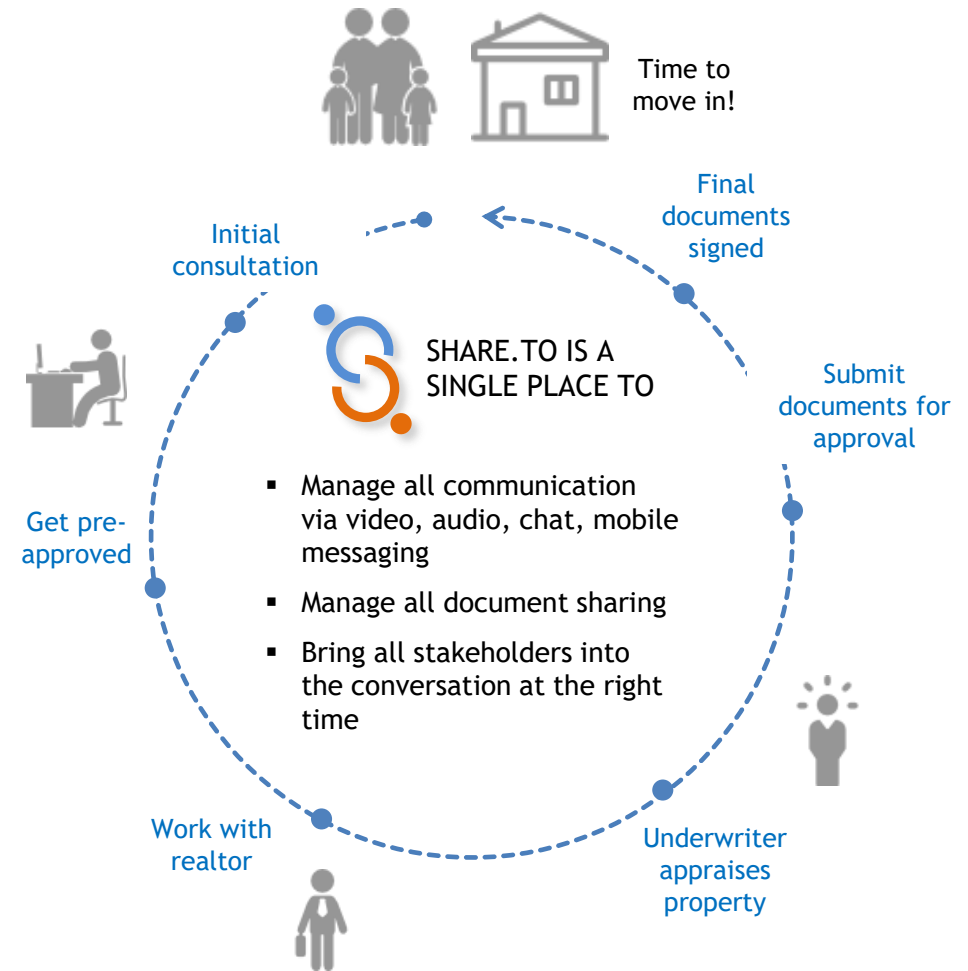 Time to
move in!
Final
documents
signed
Initial
consultation
SHARE.TO IS A
SINGLE PLACE TO
Submit
documents for
approval
▪ Manage all communication
via video, audio, chat, mobile
messaging
▪ Manage all document sharing
▪ Bring all stakeholders into
the conversation at the right
time
Get pre-
approved
Work with
realtor
Underwriter
appraises
property